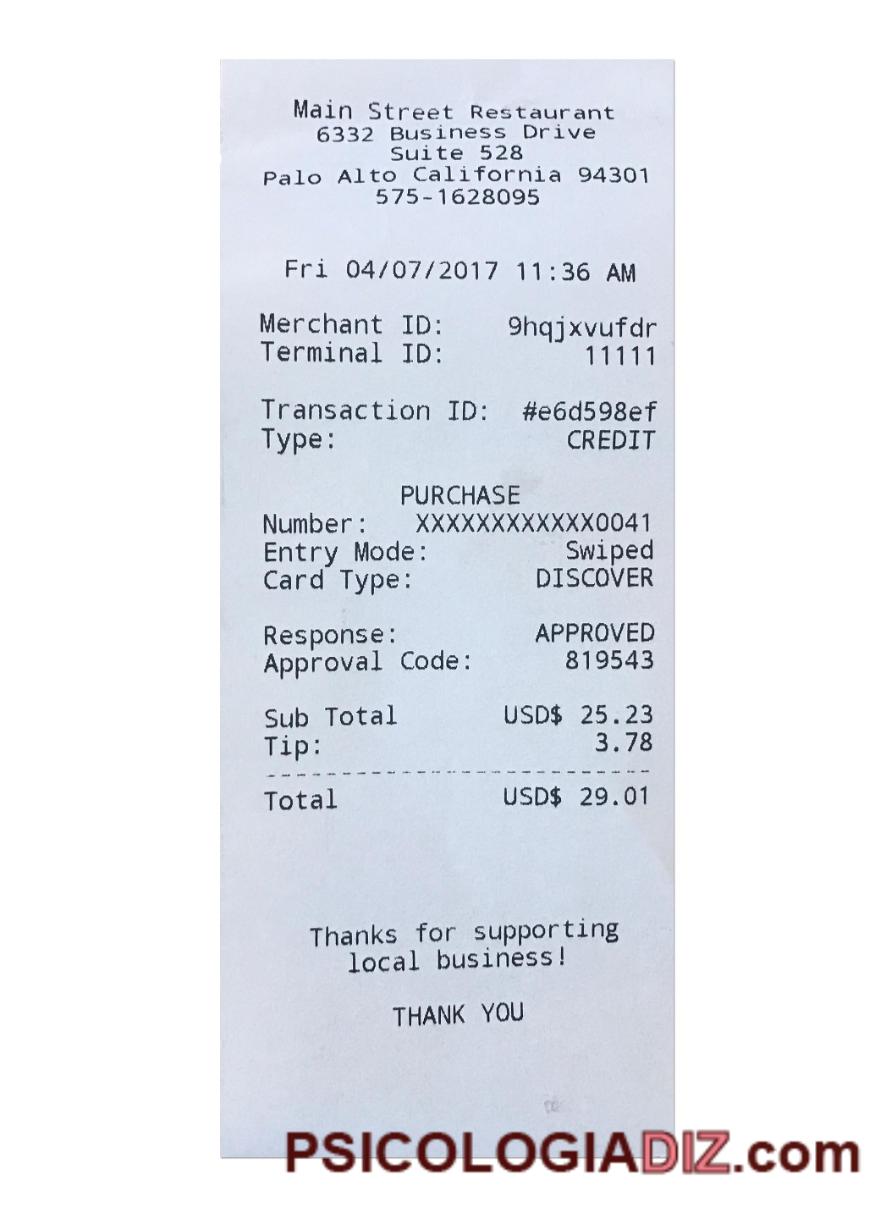 Main Street Restaurant
6332 Business Drive
Suite 528
Palo Alto California 94301
575-1628095
Fri 04/07/2017 11:36 AM
Merchant ID: 9hqjxvufdr
Terminal ID: 11111
Transaction ID: #e6d598ef
Type: CREDIT
PURCHASE
Number: XXXXXXXXXXXX0041
Entry Mode: Swiped
Card Type: DISCOVER
Response: APPROVED
Approval Code: 819543
Sub Total USD$ 25.23
Tip: 3.78
--------------------------
Total USD$ 29.01
Thanks for supporting
local business!
THANK YOU
PSICOLOGIADIZ.com